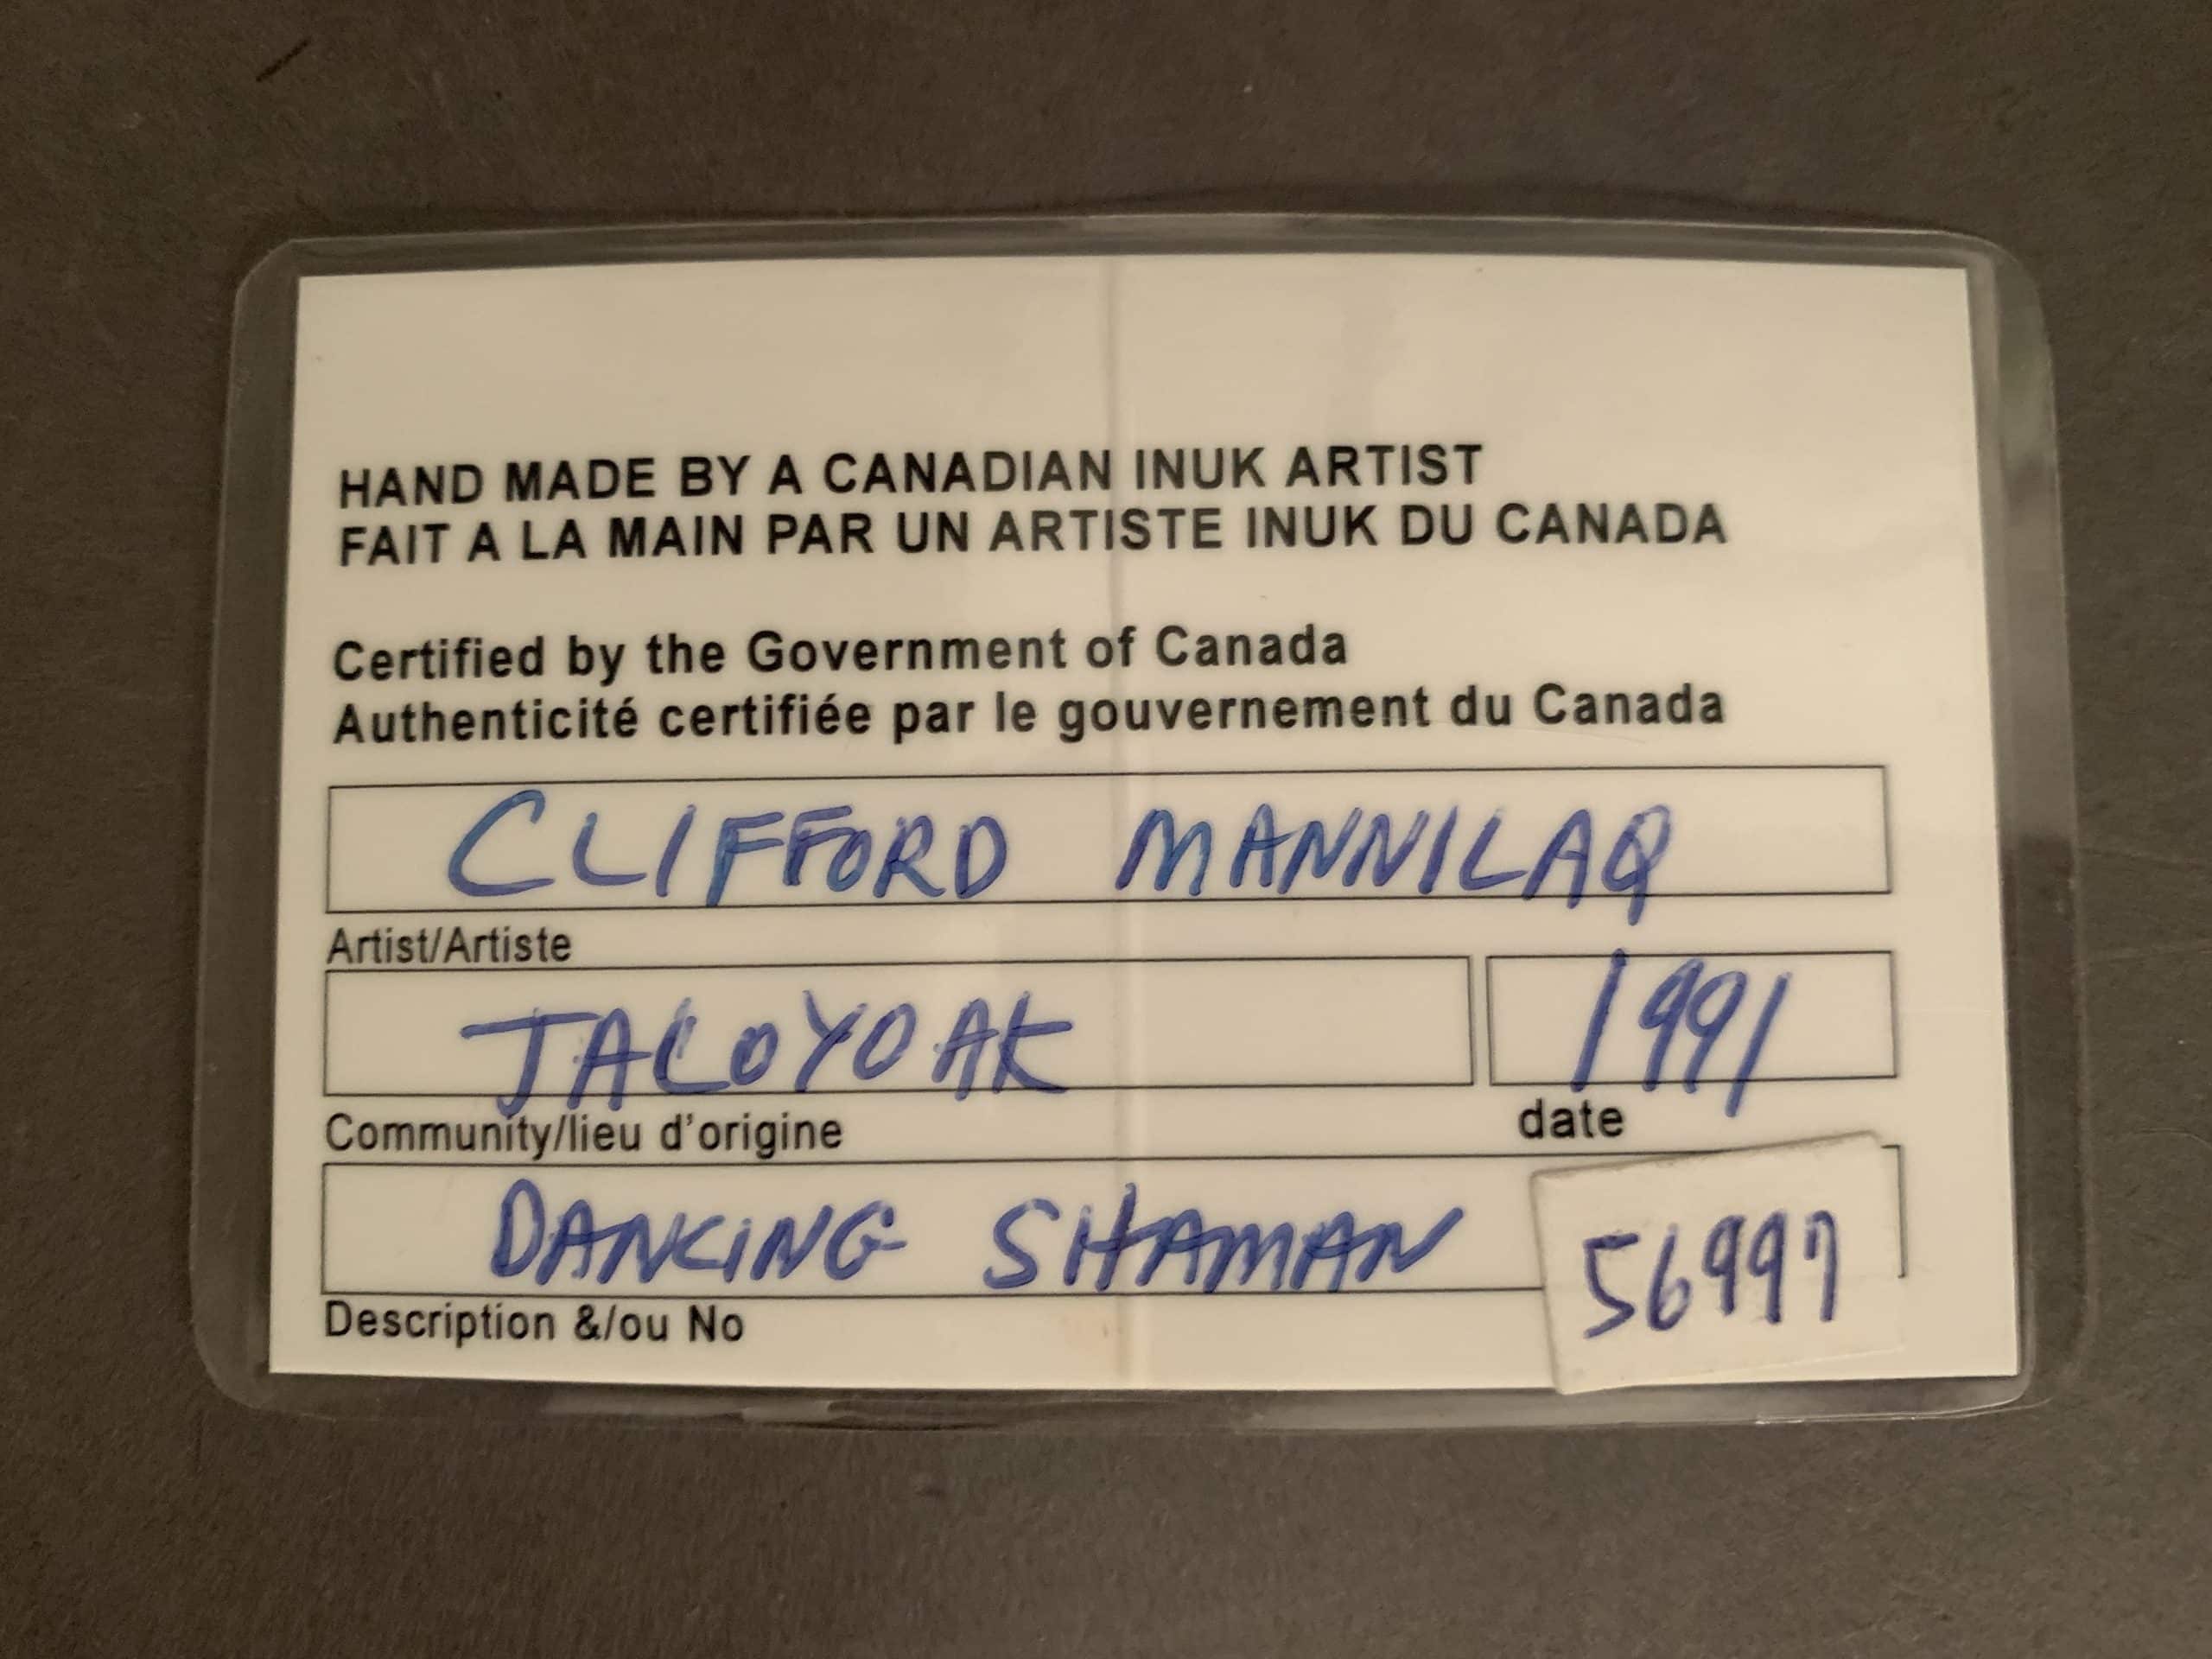 HAND MADE BY A CANADIAN INUK ARTIST
FAIT A LA MAIN PAR UN ARTISTE INUK DU CANADA
Certified by the Government of Canada
Authenticité certifiée par le gouvernement du Canada
CLIFFORD MANNILAQ
Artist/Artiste
TALOYOAK 1991
Community/lieu d'origine date
DANCING SHAMAN 56997
Description &/ou No